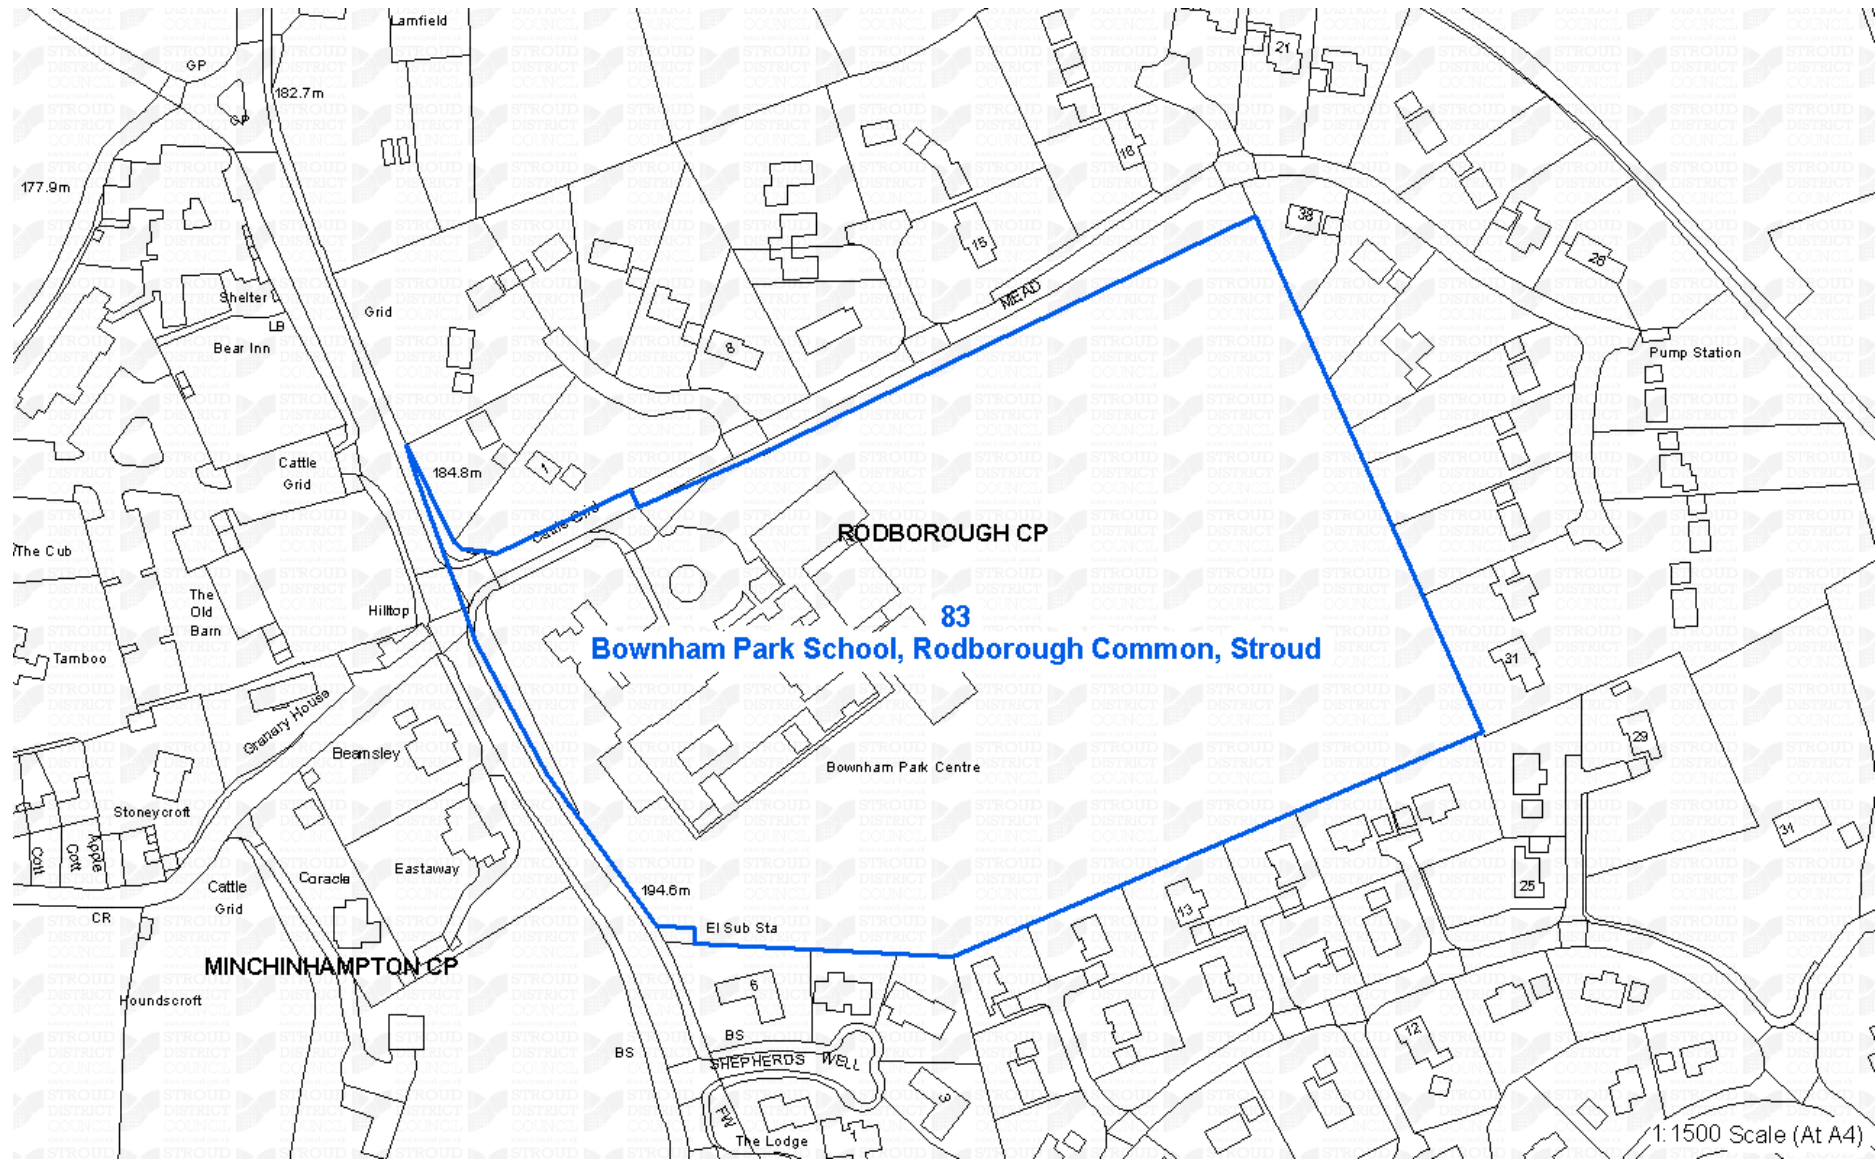 Lamfield
21
GP
182.7m
GP
16
177.9m
38
15
26
Shelter
MEAD
Grid
LB
Bear Inn
8
Pump Station
Cattle
Grid
184.8m
1
Cattle Grid
RODBOROUGH CP
The Cub
The
Old
Barn
Hilltop
83
Bownham Park School, Rodborough Common, Stroud
Tamboo
31
Granary House
29
Beamsley
Bownham Park Centre
Stoneycroft
31
Cott
Cott
Apple
Eastaway
Coracle
Cattle
Grid
194.6m
25
CR
13
El Sub Sta
MINCHINHAMPTON CP
6
Houndscroft
12
BS
BS
SHEPHERDS WELL
3
FW
The Lodge
1
1:1500 Scale (At A4)
STROUD
DISTRICT
COUNCIL